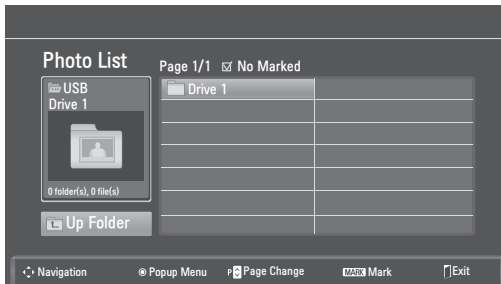 Photo List
Page 1/1 ☑ No Marked
USB
Drive 1
0 folder(s), 0 file(s)
Up Folder
Drive 1
Navigation
Popup Menu
P Page Change
MARK Mark
Exit